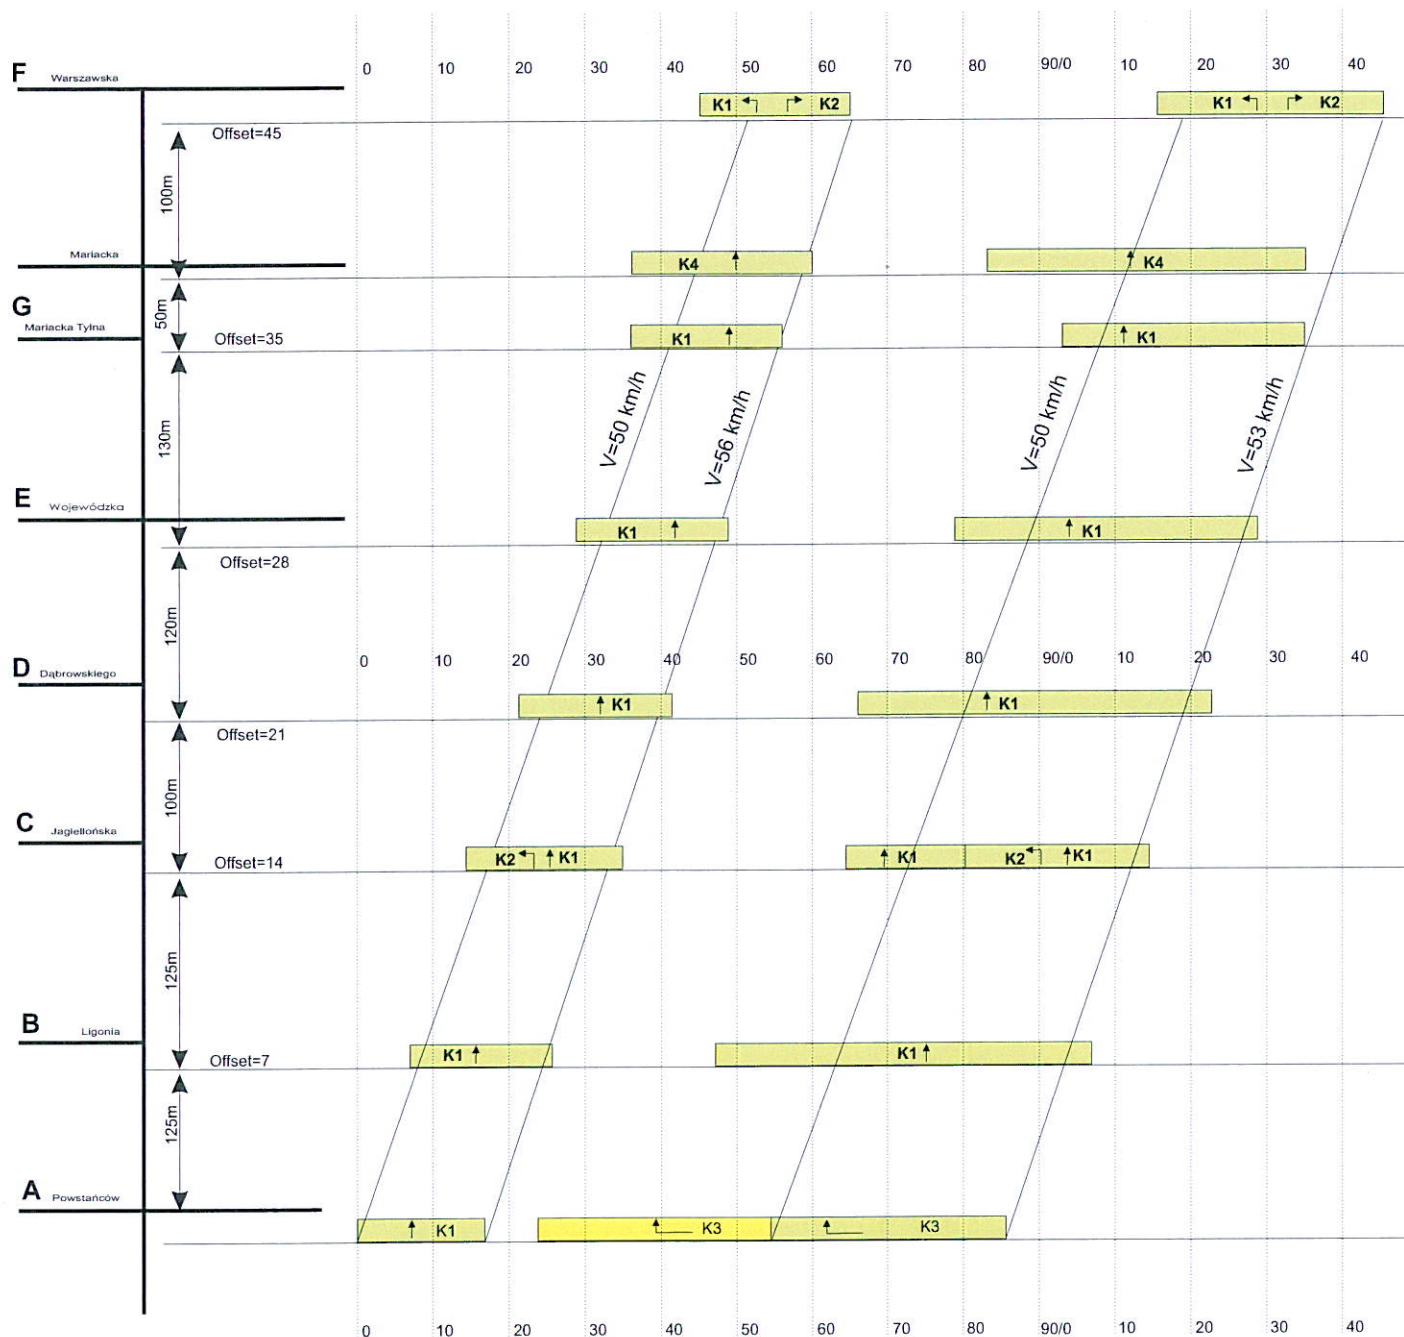 0 10 20 30 40 50 60 70 80 90/0 10 20 30 40
F Warszawska
K1 K2 K1 K2
Offset=45
100m
Mariacka
K4 K4
50m
G Mariacka Tylna
Offset=35
K1 K1
130m
V=50 km/h
V=56 km/h
V=50 km/h
V=53 km/h
E Wojewódzka
K1 K1
Offset=28
120m
0 10 20 30 40 50 60 70 80 90/0 10 20 30 40
D Dąbrowskiego
K1 K1
Offset=21
100m
C Jagiellońska
K2 K1 K1 K2 K1
Offset=14
125m
B Ligonia
K1 K1
Offset=7
125m
A Powstańców
K1 K3 K3
0 10 20 30 40 50 60 70 80 90/0 10 20 30 40